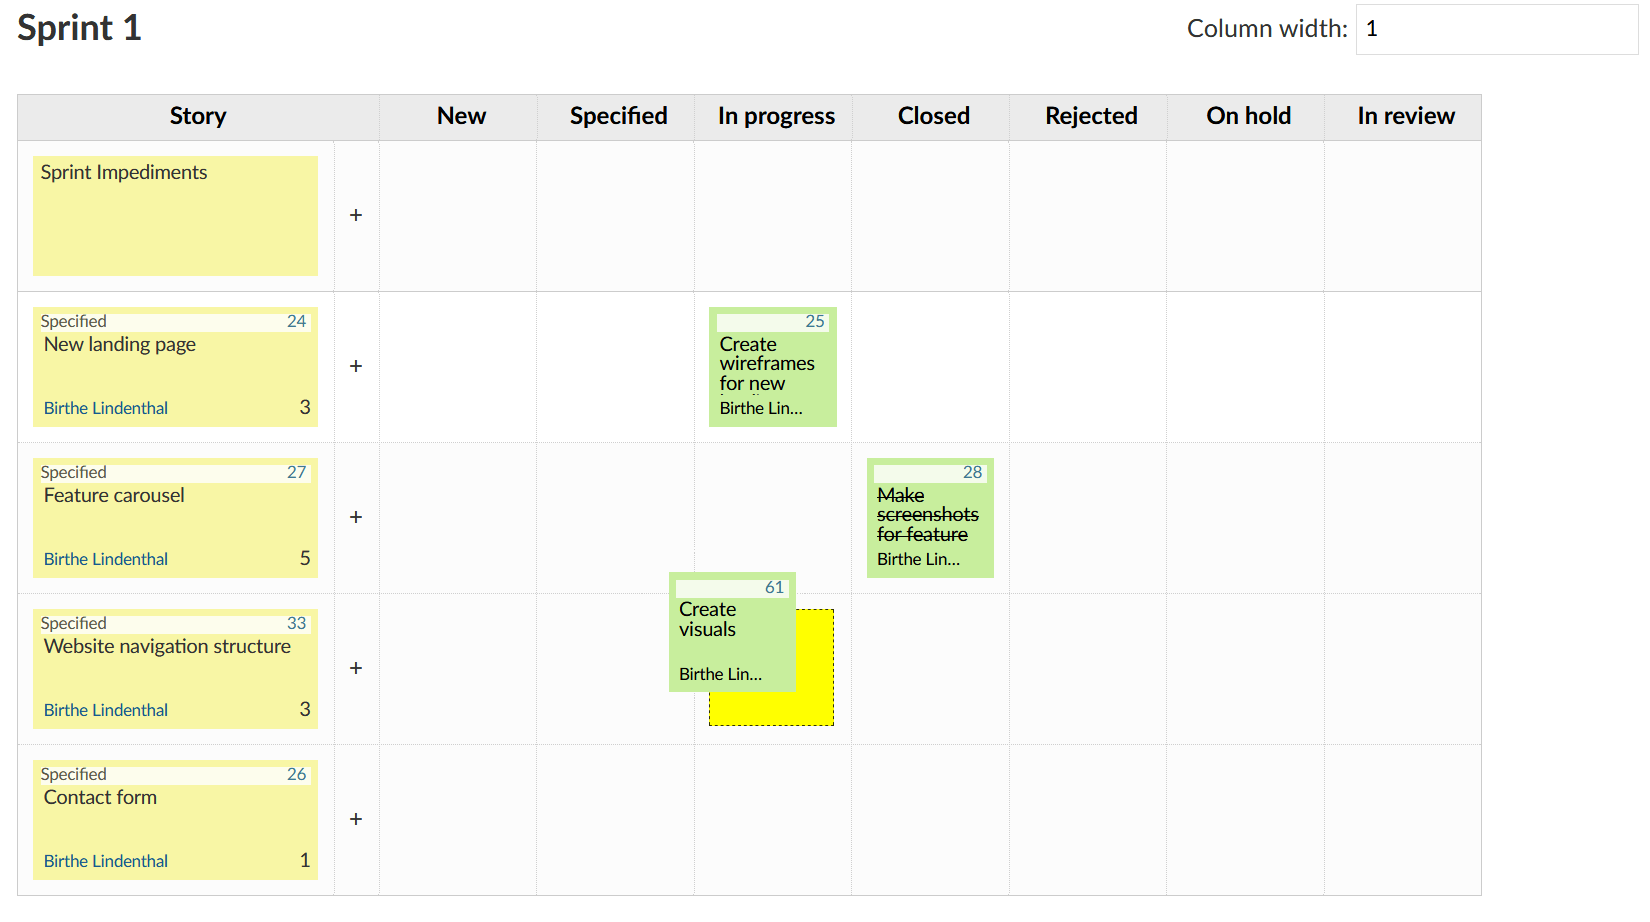 Sprint 1
Column width: 1
Story New Specified In progress Closed Rejected On hold In review
Sprint Impediments
+
Specified 24
New landing page
Birthe Lindenthal 3
+
25
Create
wireframes
for new
Birthe Lin...
Specified 27
Feature carousel
Birthe Lindenthal 5
+
28
Make
screenshots
for feature
Birthe Lin...
Specified 33
Website navigation structure
Birthe Lindenthal 3
+
61
Create
visuals
Birthe Lin...
Specified 26
Contact form
Birthe Lindenthal 1
+